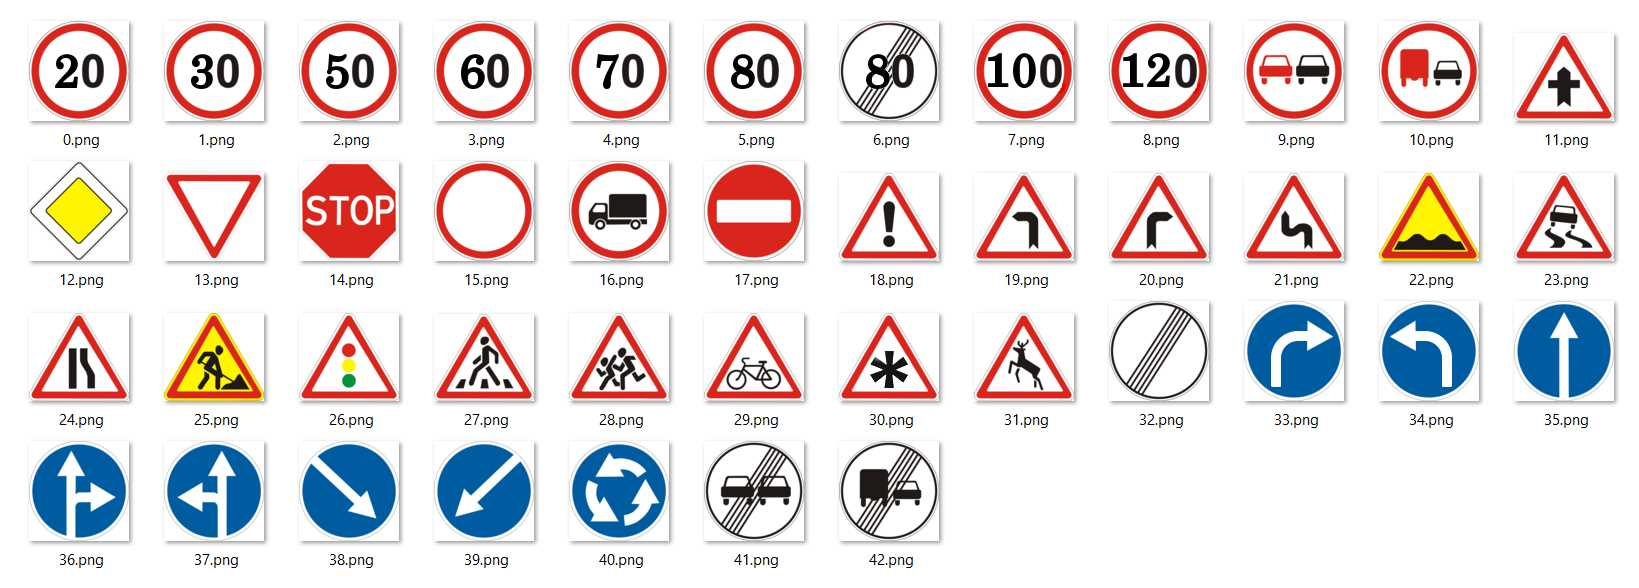 20 30 50 60 70 80 80 100 120
0.png 1.png 2.png 3.png 4.png 5.png 6.png 7.png 8.png 9.png 10.png 11.png
STOP
12.png 13.png 14.png 15.png 16.png 17.png 18.png 19.png 20.png 21.png 22.png 23.png
24.png 25.png 26.png 27.png 28.png 29.png 30.png 31.png 32.png 33.png 34.png 35.png
36.png 37.png 38.png 39.png 40.png 41.png 42.png